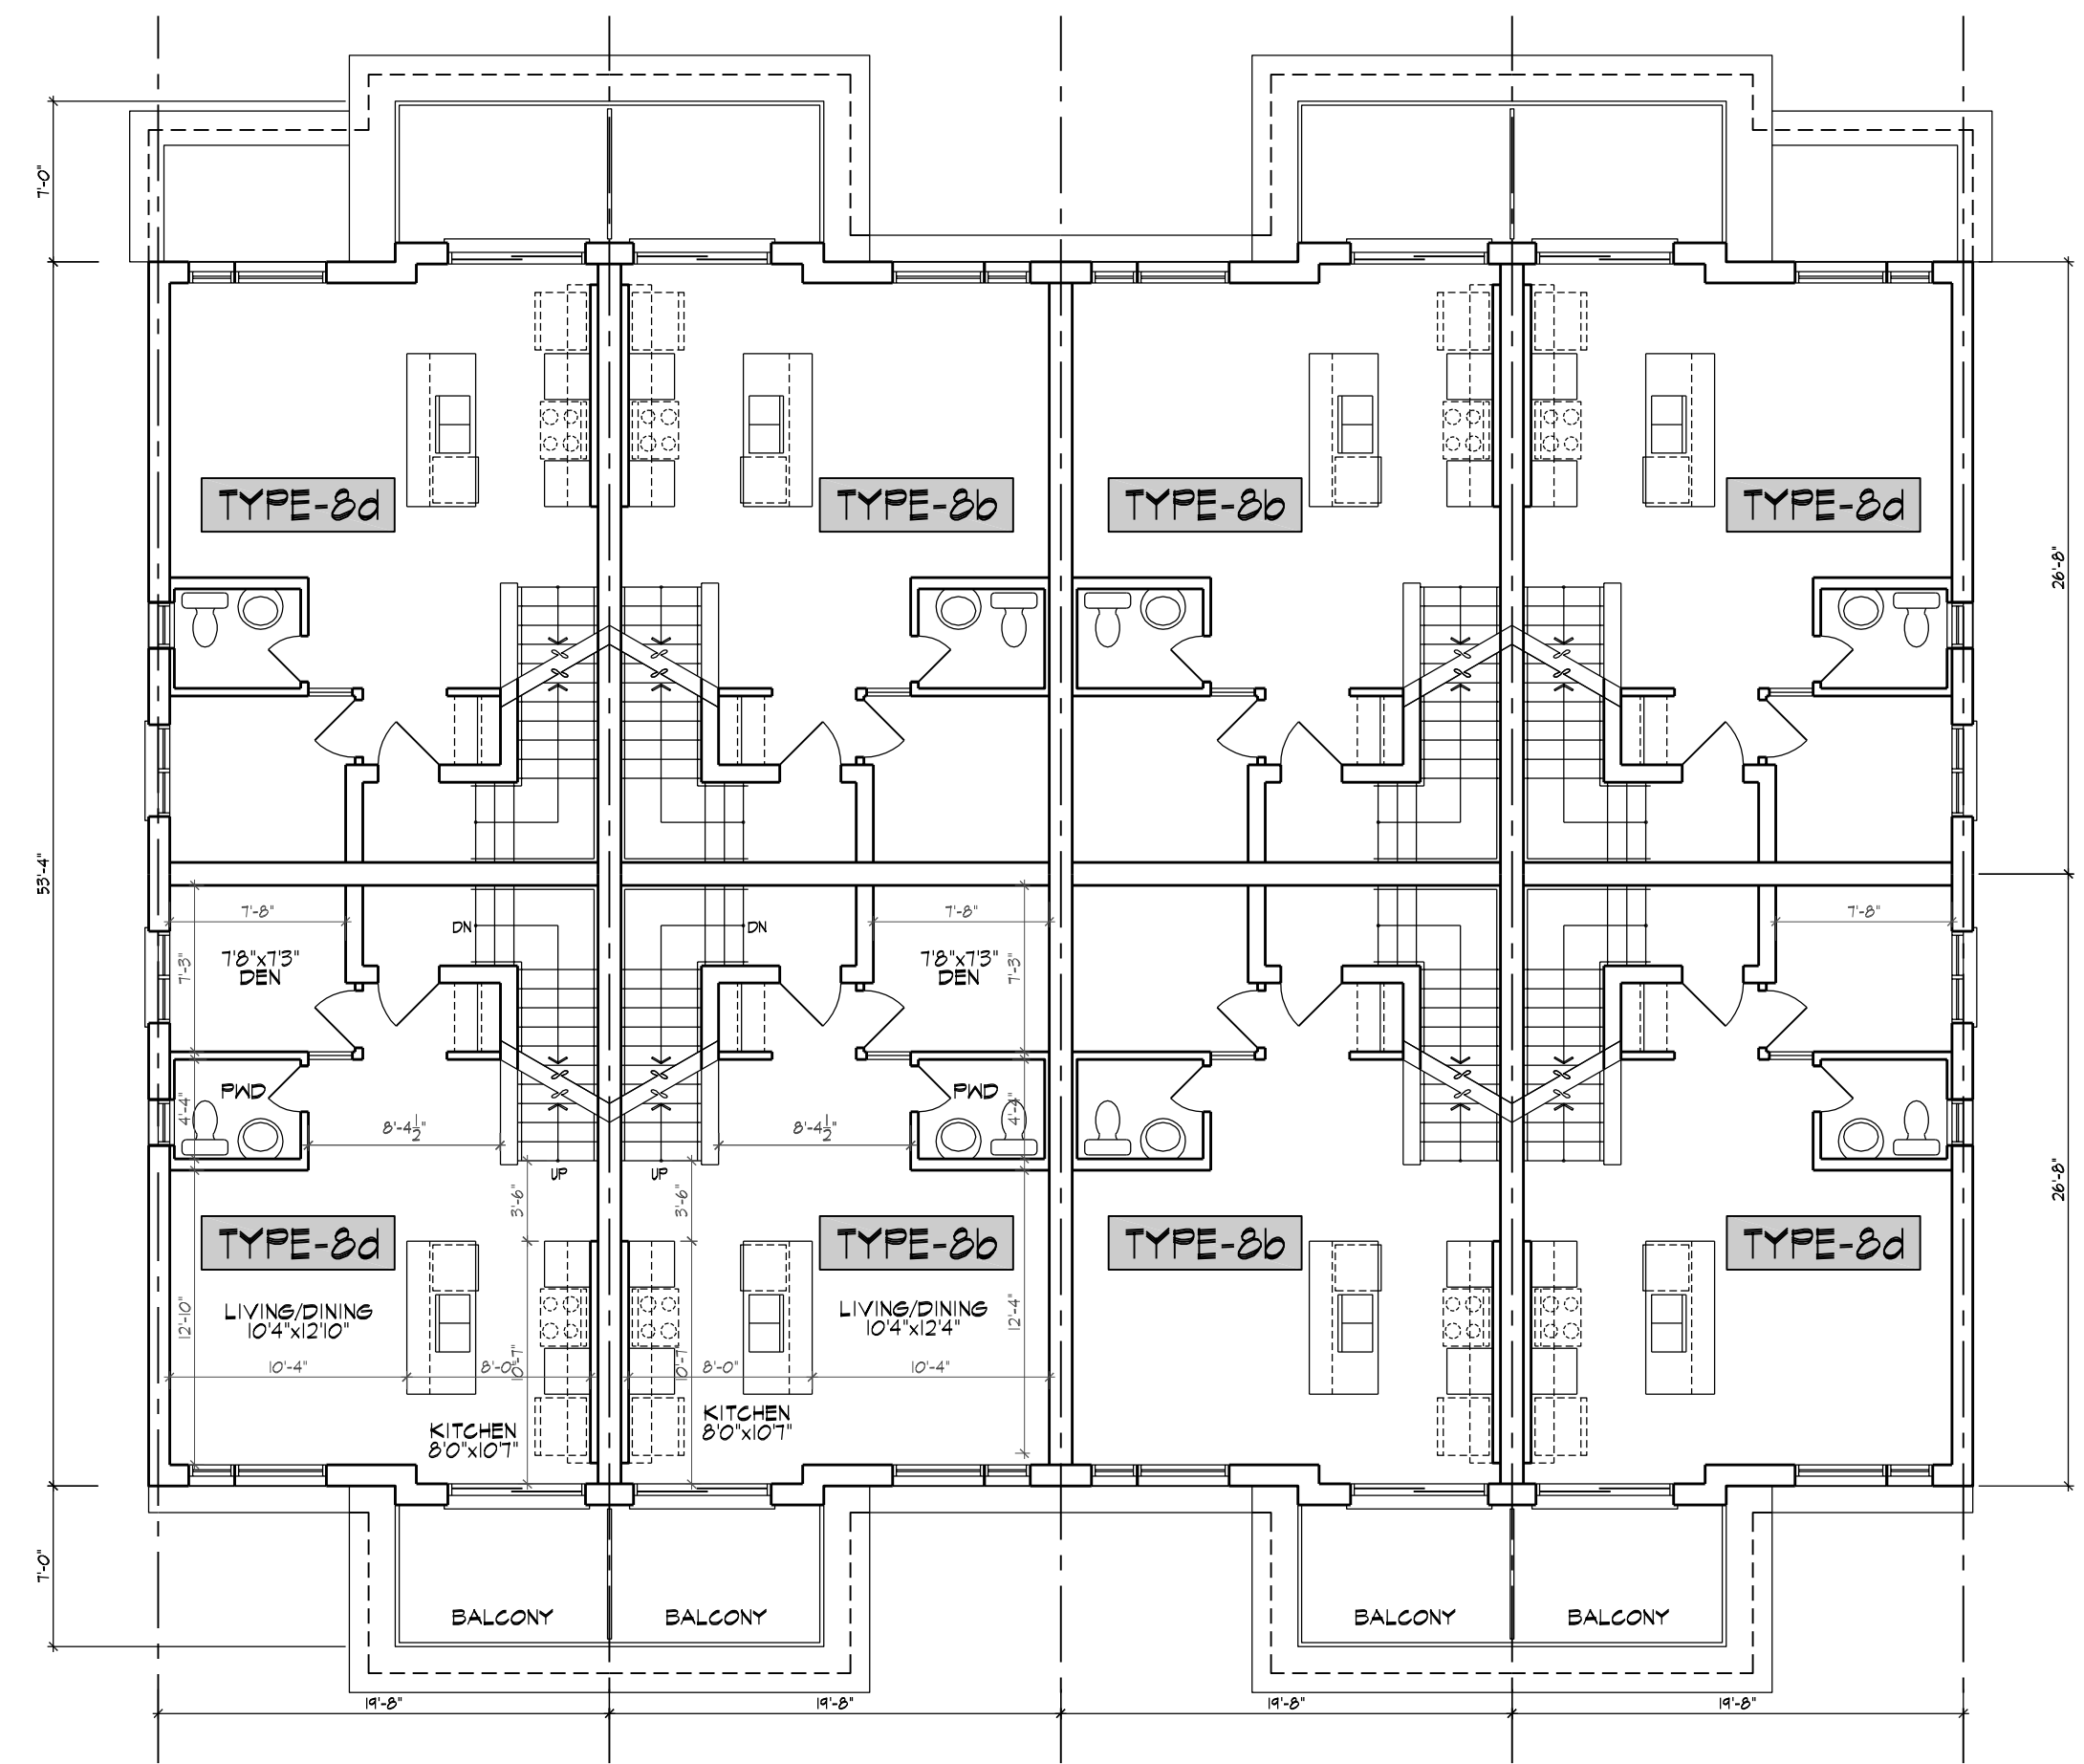 7'-0"
TYPE-8d
TYPE-8b
TYPE-8b
TYPE-8d
26'-8"
53'-4"
7'-8"
7'-8"
7'-8"
DN
DN
7'-3"
7'8"x7'3"
DEN
7'8"x7'3"
DEN
7'-3"
PWD
PWD
4'-4"
4'-4"
8'-4½"
8'-4½"
UP
UP
3'-6"
3'-6"
26'-8"
TYPE-8d
TYPE-8b
TYPE-8b
TYPE-8d
12'-10"
LIVING/DINING
10'4"x12'10"
LIVING/DINING
10'4"x12'4"
12'-4"
10'-4"
8'-0"
10'-7"
10'-7"
8'-0"
10'-4"
KITCHEN
8'0"x10'7"
KITCHEN
8'0"x10'7"
7'-0"
BALCONY
BALCONY
BALCONY
BALCONY
19'-8"
19'-8"
19'-8"
19'-8"